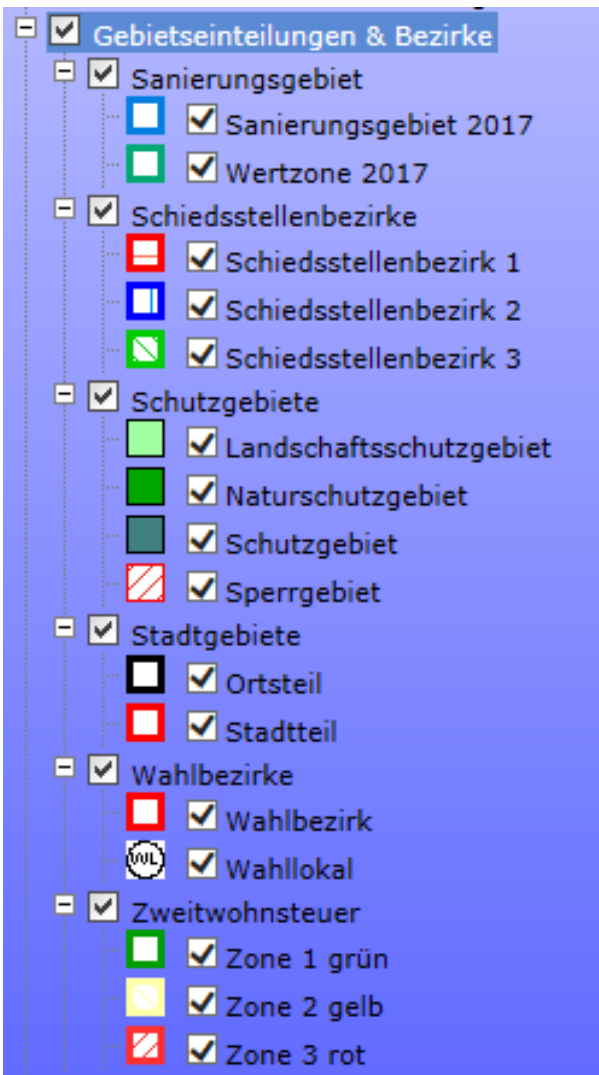 Gebietseinteilungen & Bezirke
Sanierungsgebiet
Sanierungsgebiet 2017
Wertzone 2017
Schiedsstellenbezirke
Schiedsstellenbezirk 1
Schiedsstellenbezirk 2
Schiedsstellenbezirk 3
Schutzgebiete
Landschaftsschutzgebiet
Naturschutzgebiet
Schutzgebiet
Sperrgebiet
Stadtgebiete
Ortsteil
Stadtteil
Wahlbezirke
Wahlbezirk
WL Wahllokal
Zweitwohnsteuer
Zone 1 grün
Zone 2 gelb
Zone 3 rot